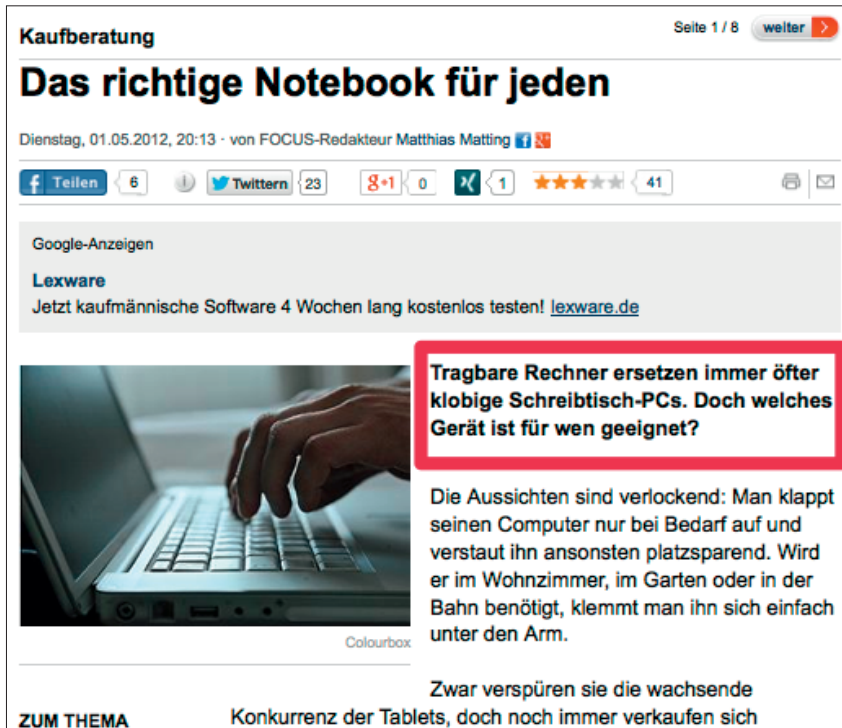 Kaufberatung
Seite 1 / 8 weiter
Das richtige Notebook für jeden
Dienstag, 01.05.2012, 20:13 · von FOCUS-Redakteur Matthias Matting
f Teilen 6 i Twittern 23 g+1 0 1 41
Google-Anzeigen
Lexware
Jetzt kaufmännische Software 4 Wochen lang kostenlos testen! lexware.de
Tragbare Rechner ersetzen immer öfter
klobige Schreibtisch-PCs. Doch welches
Gerät ist für wen geeignet?
Die Aussichten sind verlockend: Man klappt
seinen Computer nur bei Bedarf auf und
verstaut ihn ansonsten platzsparend. Wird
er im Wohnzimmer, im Garten oder in der
Bahn benötigt, klemmt man ihn sich einfach
unter den Arm.
Colourbox
Zwar verspüren sie die wachsende
Konkurrenz der Tablets, doch noch immer verkaufen sich
ZUM THEMA